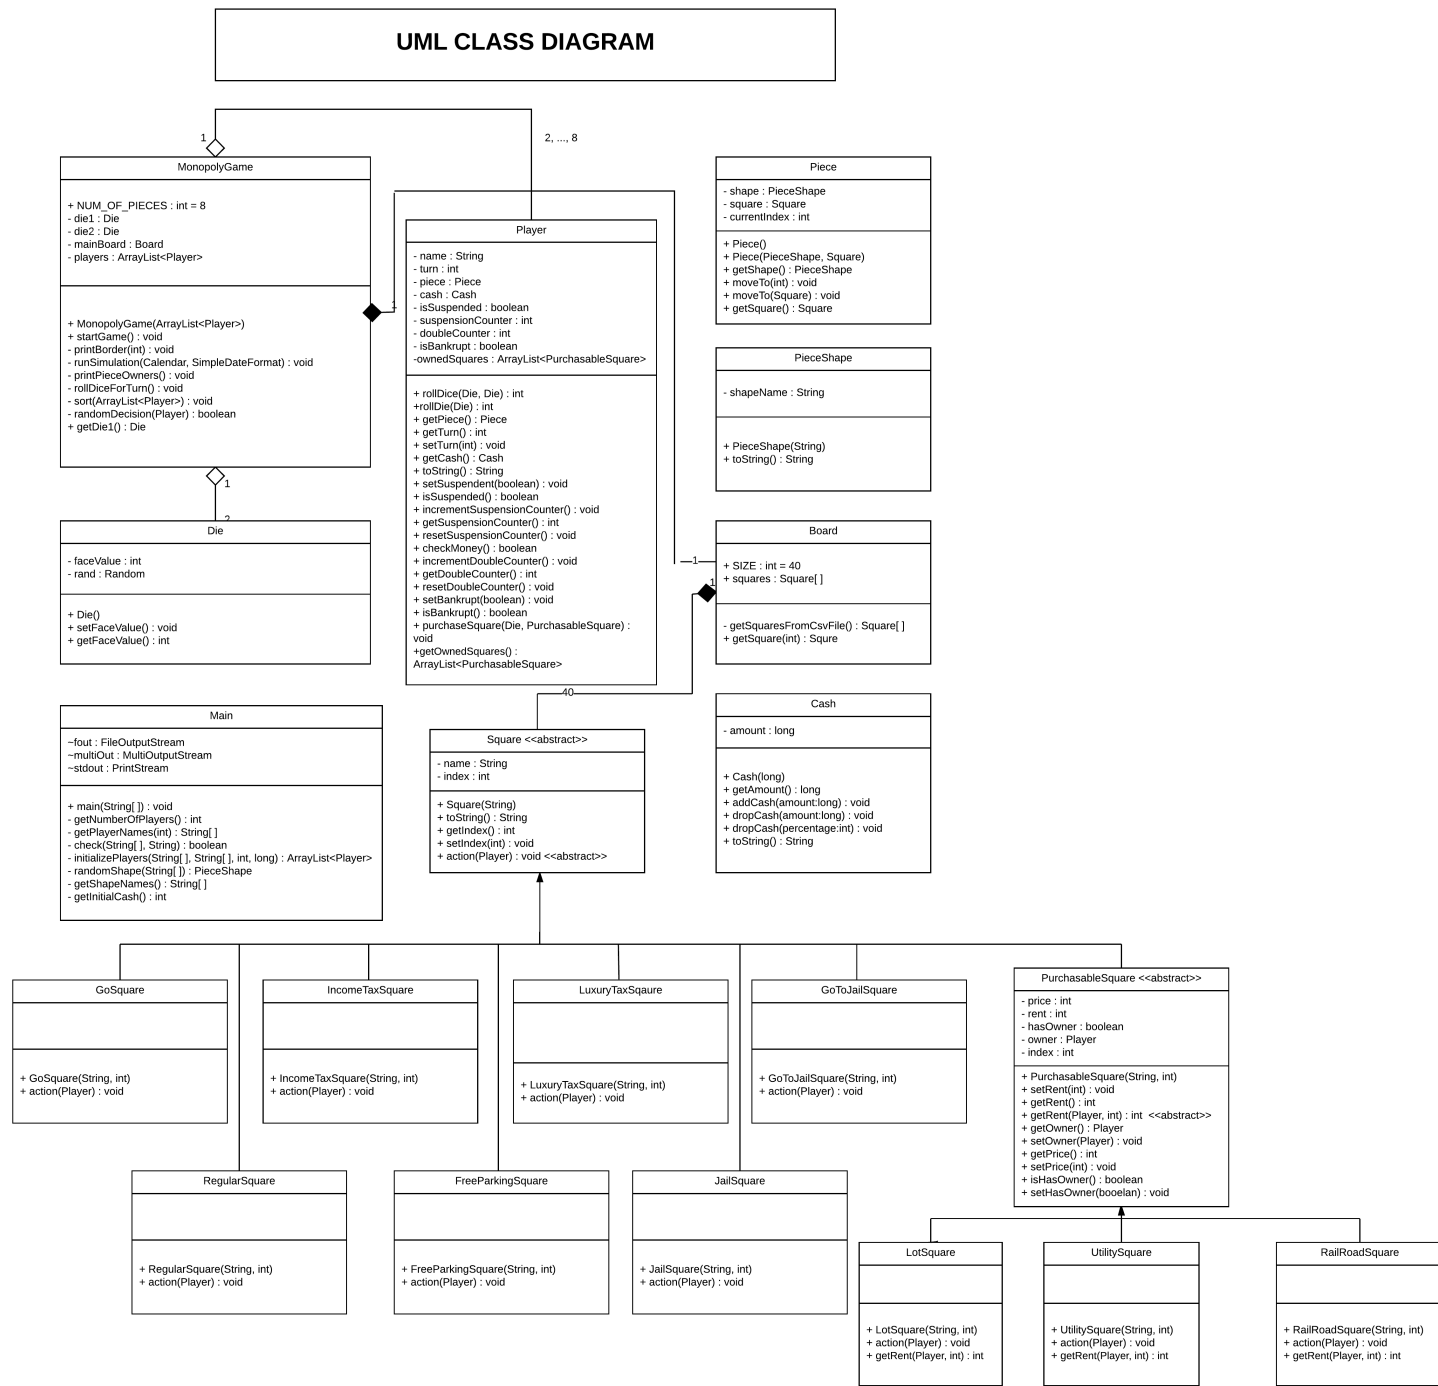 UML CLASS DIAGRAM
1
2, ..., 8
MonopolyGame
+ NUM_OF_PIECES : int = 8
- die1 : Die
- die2 : Die
- mainBoard : Board
- players : ArrayList<Player>
+ MonopolyGame(ArrayList<Player>)
+ startGame() : void
- printBorder(int) : void
- runSimulation(Calendar, SimpleDateFormat) : void
- printPieceOwners() : void
- rollDiceForTurn() : void
- sort(ArrayList<Player>) : void
- randomDecision(Player) : boolean
+ getDie1() : Die
1
1
2
Player
- name : String
- turn : int
- piece : Piece
- cash : Cash
- isSuspended : boolean
- suspensionCounter : int
- doubleCounter : int
- isBankrupt : boolean
-ownedSquares : ArrayList<PurchasableSquare>
+ rollDice(Die, Die) : int
+rollDie(Die) : int
+ getPiece() : Piece
+ getTurn() : int
+ setTurn(int) : void
+ getCash() : Cash
+ toString() : String
+ setSuspendent(boolean) : void
+ isSuspended() : boolean
+ incrementSuspensionCounter() : void
+ getSuspensionCounter() : int
+ resetSuspensionCounter() : void
+ checkMoney() : boolean
+ incrementDoubleCounter() : void
+ getDoubleCounter() : int
+ resetDoubleCounter() : void
+ setBankrupt(boolean) : void
+ isBankrupt() : boolean
+ purchaseSquare(Die, PurchasableSquare) :
void
+getOwnedSquares() :
ArrayList<PurchasableSquare>
Piece
- shape : PieceShape
- square : Square
- currentIndex : int
+ Piece()
+ Piece(PieceShape, Square)
+ getShape() : PieceShape
+ moveTo(int) : void
+ moveTo(Square) : void
+ getSquare() : Square
PieceShape
- shapeName : String
+ PieceShape(String)
+ toString() : String
Die
- faceValue : int
- rand : Random
+ Die()
+ setFaceValue() : void
+ getFaceValue() : int
1
1
Board
+ SIZE : int = 40
+ squares : Square[ ]
- getSquaresFromCsvFile() : Square[ ]
+ getSquare(int) : Squre
40
Main
~fout : FileOutputStream
~multiOut : MultiOutputStream
~stdout : PrintStream
+ main(String[ ]) : void
- getNumberOfPlayers() : int
- getPlayerNames(int) : String[ ]
- check(String[ ], String) : boolean
- initializePlayers(String[ ], String[ ], int, long) : ArrayList<Player>
- randomShape(String[ ]) : PieceShape
- getShapeNames() : String[ ]
- getInitialCash() : int
Square <<abstract>>
- name : String
- index : int
+ Square(String)
+ toString() : String
+ getIndex() : int
+ setIndex(int) : void
+ action(Player) : void <<abstract>>
Cash
- amount : long
+ Cash(long)
+ getAmount() : long
+ addCash(amount:long) : void
+ dropCash(amount:long) : void
+ dropCash(percentage:int) : void
+ toString() : String
GoSquare
+ GoSquare(String, int)
+ action(Player) : void
IncomeTaxSquare
+ IncomeTaxSquare(String, int)
+ action(Player) : void
LuxuryTaxSqaure
+ LuxuryTaxSquare(String, int)
+ action(Player) : void
GoToJailSquare
+ GoToJailSquare(String, int)
+ action(Player) : void
PurchasableSquare <<abstract>>
- price : int
- rent : int
- hasOwner : boolean
- owner : Player
- index : int
+ PurchasableSquare(String, int)
+ setRent(int) : void
+ getRent() : int
+ getRent(Player, int) : int <<abstract>>
+ getOwner() : Player
+ setOwner(Player) : void
+ getPrice() : int
+ setPrice(int) : void
+ isHasOwner() : boolean
+ setHasOwner(booelan) : void
RegularSquare
+ RegularSquare(String, int)
+ action(Player) : void
FreeParkingSquare
+ FreeParkingSquare(String, int)
+ action(Player) : void
JailSquare
+ JailSquare(String, int)
+ action(Player) : void
LotSquare
+ LotSquare(String, int)
+ action(Player) : void
+ getRent(Player, int) : int
UtilitySquare
+ UtilitySquare(String, int)
+ action(Player) : void
+ getRent(Player, int) : int
RailRoadSquare
+ RailRoadSquare(String, int)
+ action(Player) : void
+ getRent(Player, int) : int